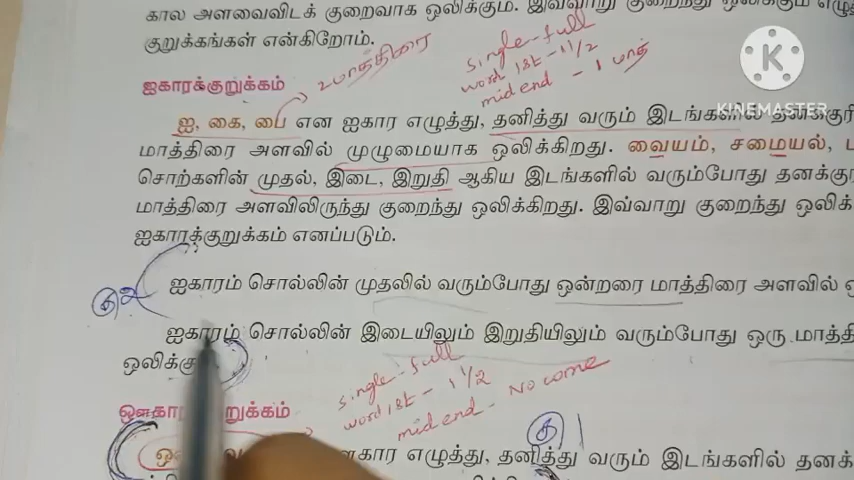 கால அளவைவிடக் குறைவாக ஒலிக்கும். இவ்வாறு குறைந்து ஒலிக்கும்
குறுக்கங்கள் என்கிறோம்.
single - full
word 1st - 1 1/2
mid end - 1 மாத்
ஐகாரக்குறுக்கம்
2 மாத்திரை
KINEMASTER
ஐ, கை, பை என ஐகார எழுத்து, தனித்து வரும் இடங்களில்
மாத்திரை அளவில் முழுமையாக ஒலிக்கிறது. வையம், சமையல்,
சொற்களின் முதல், இடை, இறுதி ஆகிய இடங்களில் வரும்போது
மாத்திரை அளவிலிருந்து குறைந்து ஒலிக்கிறது. இவ்வாறு குறைந்து
ஐகாரக்குறுக்கம் எனப்படும்.
ஐகாரம் சொல்லின் முதலில் வரும்போது ஒன்றரை மாத்திரை அளவில்
ஐகாரம் சொல்லின் இடையிலும் இறுதியிலும் வரும்போது ஒரு
single - full
word 1st - 1 1/2
mid end - No come
எழுத்து, தனித்து வரும் இடங்களில்